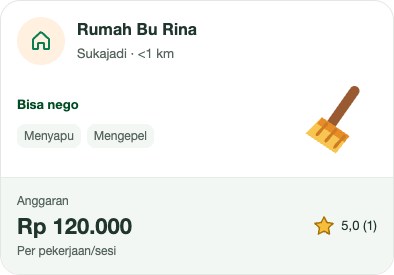 Rumah Bu Rina
Sukajadi · <1 km
Bisa nego
Menyapu Mengepel
Anggaran
Rp 120.000
5,0 (1)
Per pekerjaan/sesi